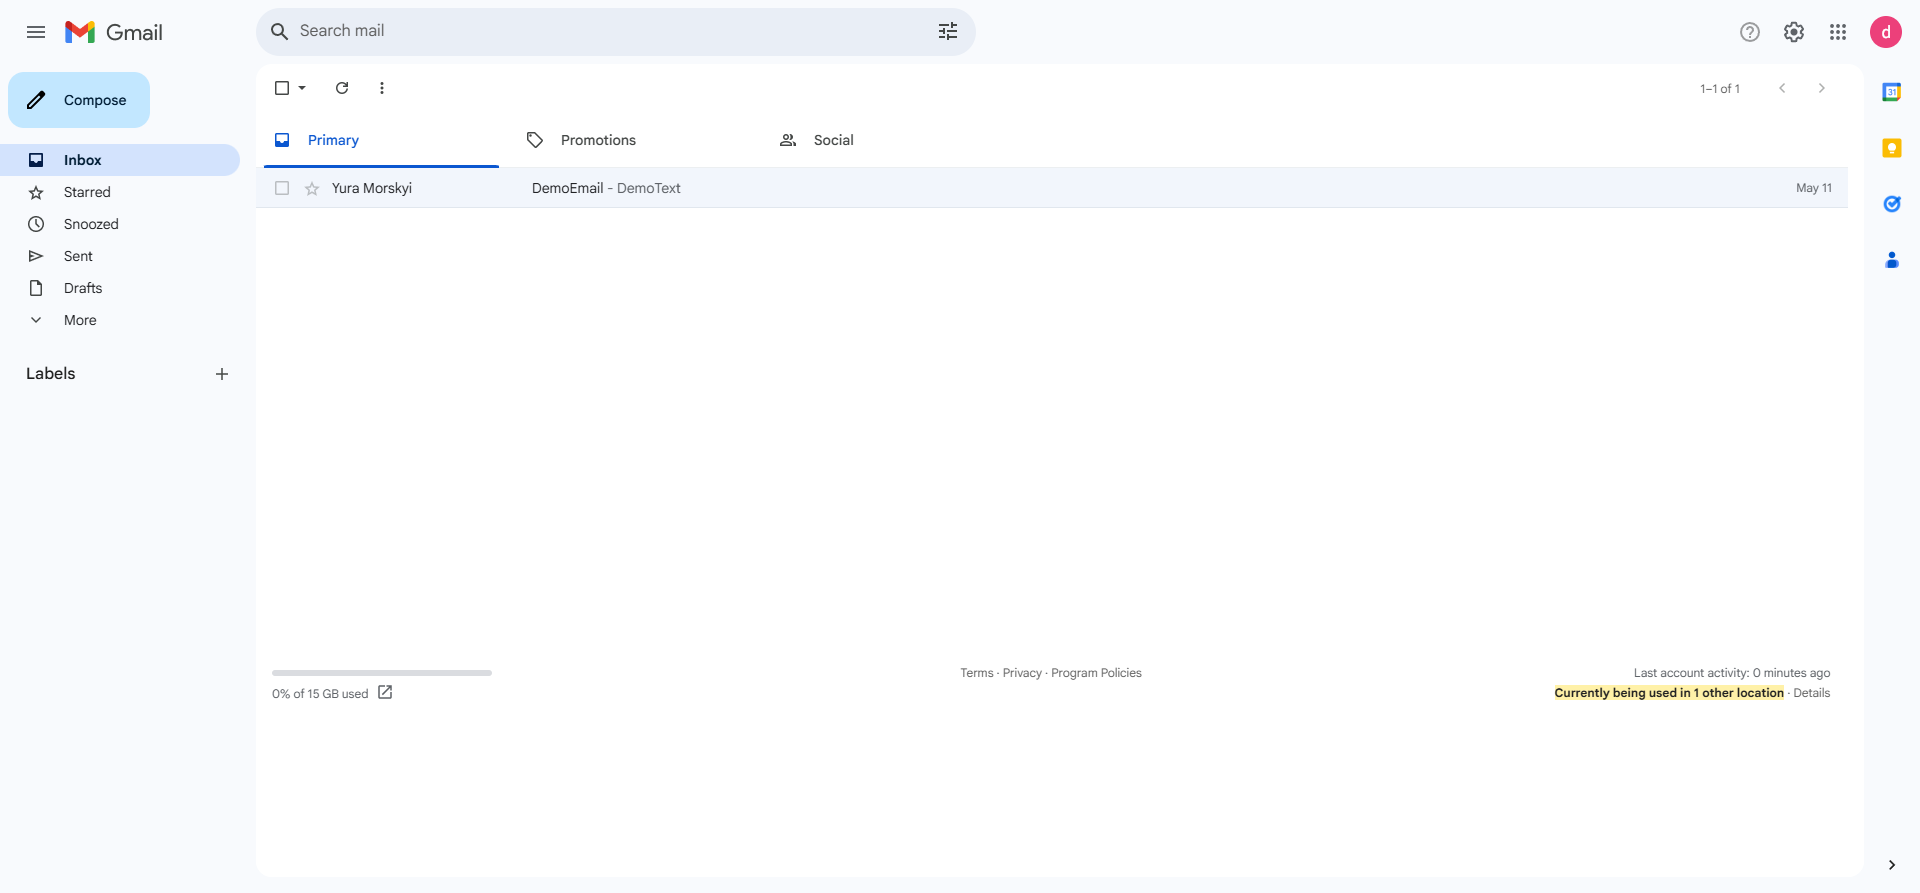 Gmail
Search mail
d
Compose
1–1 of 1
31
Primary
Promotions
Social
Inbox
Yura Morskyi
DemoEmail - DemoText
May 11
Starred
Snoozed
Sent
Drafts
More
Labels
Terms · Privacy · Program Policies
Last account activity: 0 minutes ago
0% of 15 GB used
Currently being used in 1 other location · Details